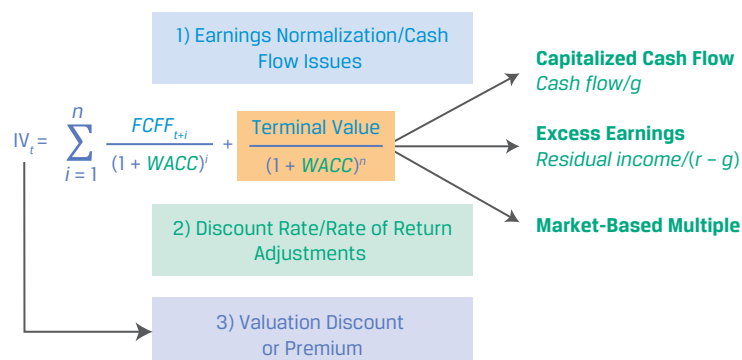 1) Earnings Normalization/Cash
Flow Issues
Capitalized Cash Flow
Cash flow/g
IVₜ = ∑ⁿᵢ₌₁ FCFFₜ₊ᵢ / (1 + WACC)ⁱ + Terminal Value / (1 + WACC)ⁿ
Excess Earnings
Residual income/(r – g)
Market-Based Multiple
2) Discount Rate/Rate of Return
Adjustments
3) Valuation Discount
or Premium